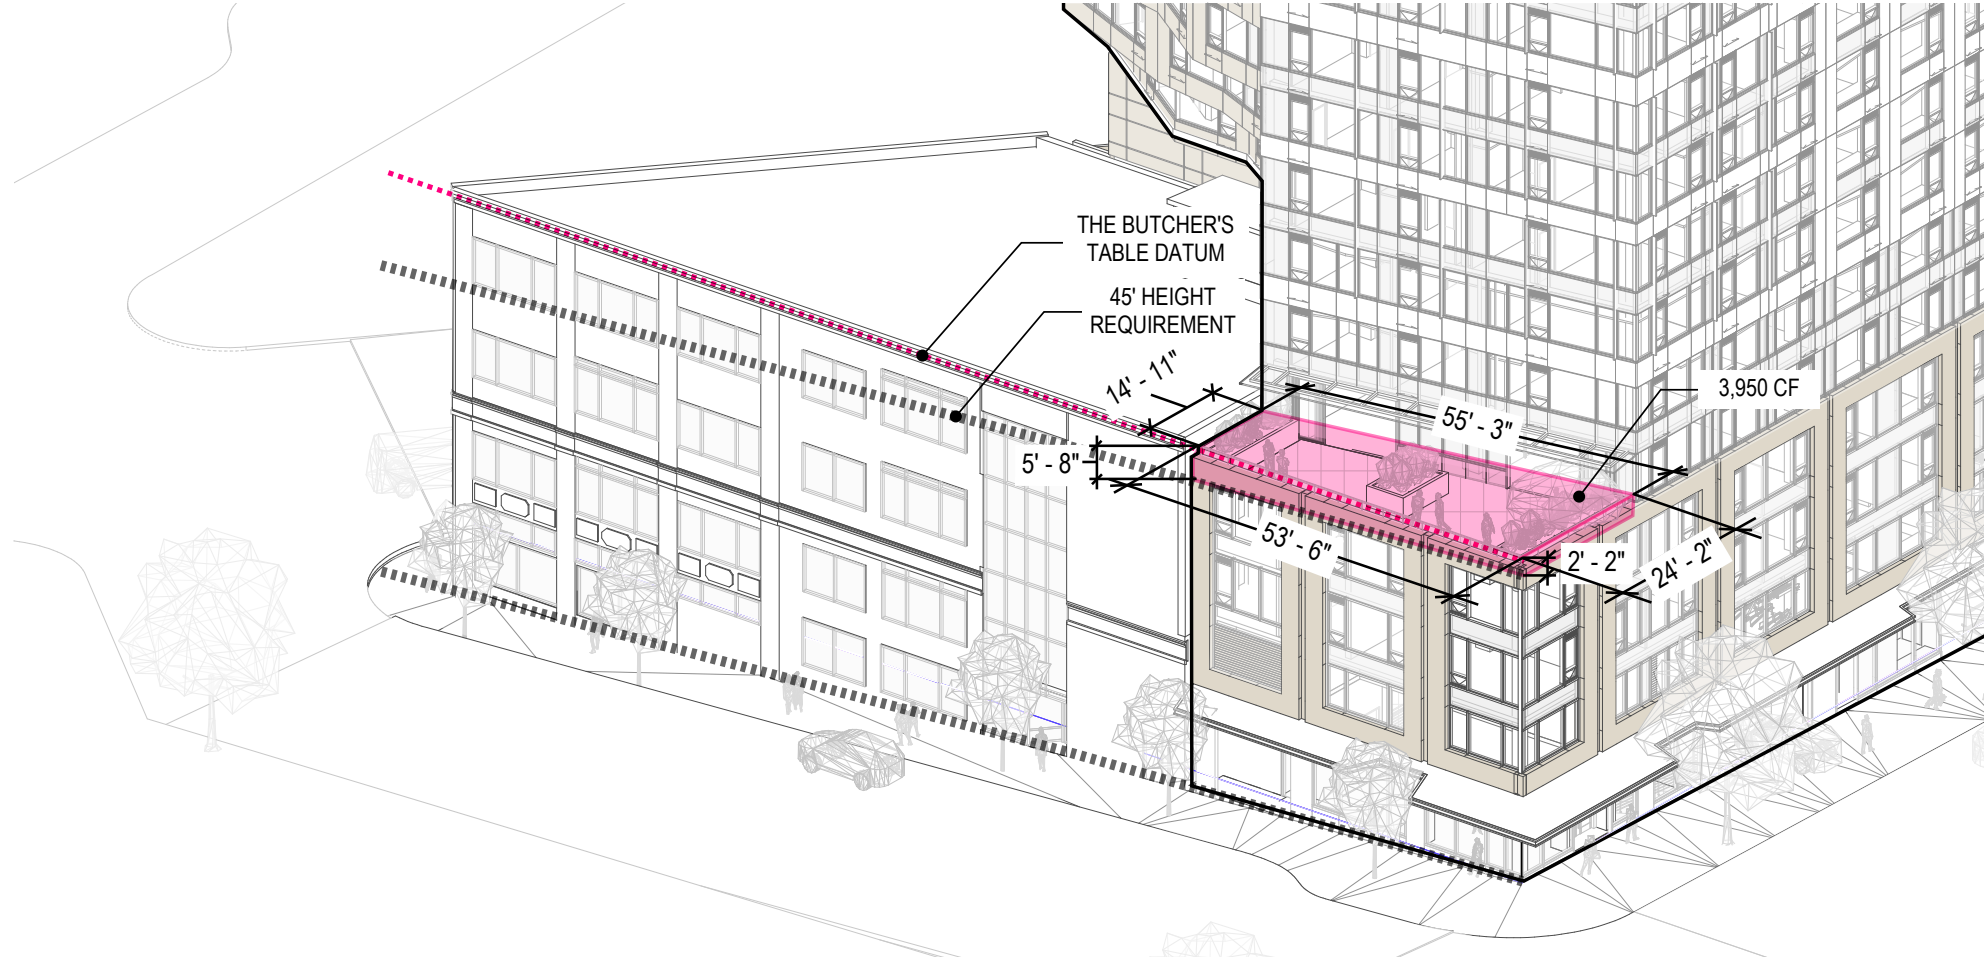 THE BUTCHER'S
TABLE DATUM
45' HEIGHT
REQUIREMENT
14' - 11"
55' - 3"
3,950 CF
5' - 8"
53' - 6"
2' - 2"
24' - 2"